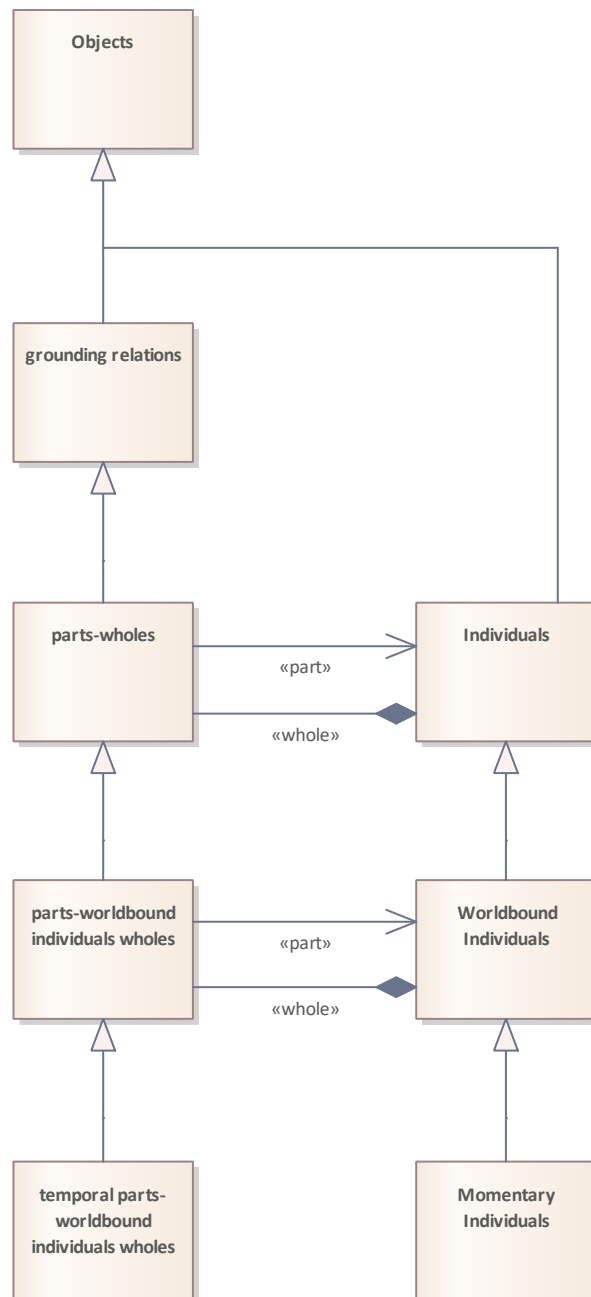 Objects
grounding relations
parts-wholes
Individuals
«part»
«whole»
parts-worldbound
individuals wholes
Worldbound
Individuals
«part»
«whole»
temporal parts-
worldbound
individuals wholes
Momentary
Individuals